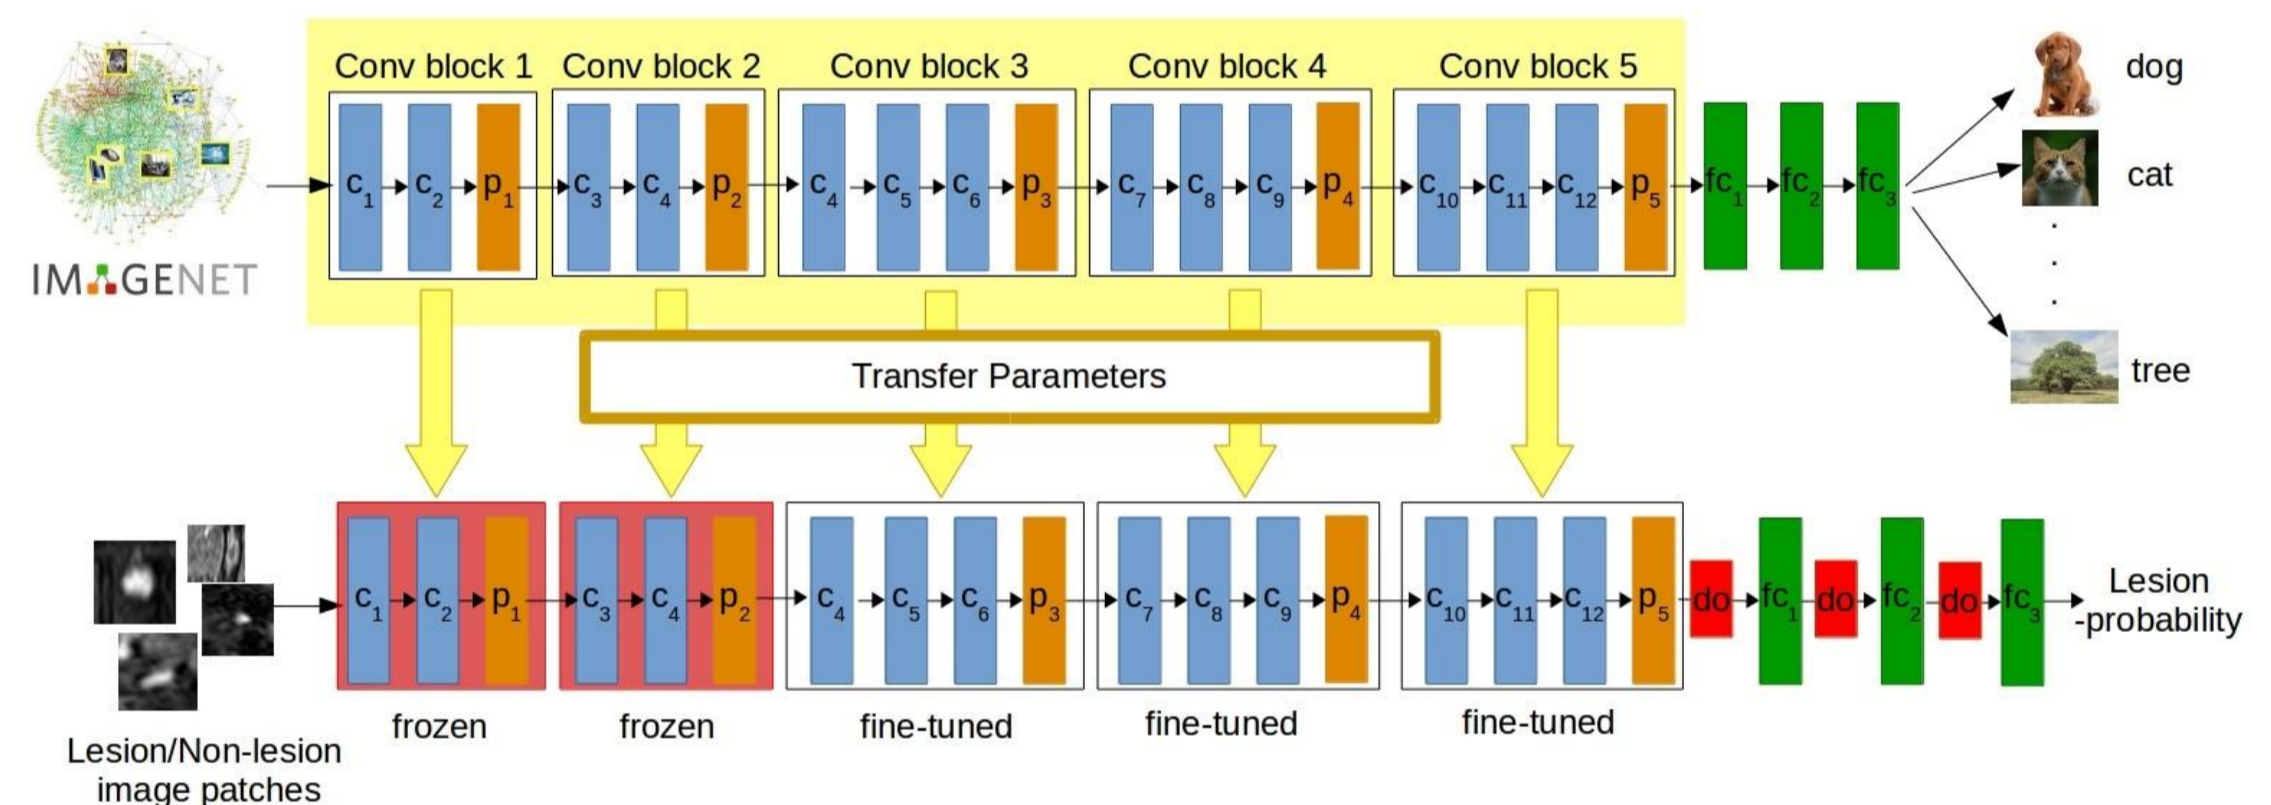 Conv block 1 Conv block 2 Conv block 3 Conv block 4 Conv block 5
dog
c1 c2 p1 c3 c4 p2 c4 c5 c6 p3 c7 c8 c9 p4 c10 c11 c12 p5 fc1 fc2 fc3
cat
.
.
.
IMAGENET
Transfer Parameters
tree
c1 c2 p1 c3 c4 p2 c4 c5 c6 p3 c7 c8 c9 p4 c10 c11 c12 p5 do fc1 do fc2 do fc3
Lesion
-probability
frozen frozen fine-tuned fine-tuned fine-tuned
Lesion/Non-lesion
image patches